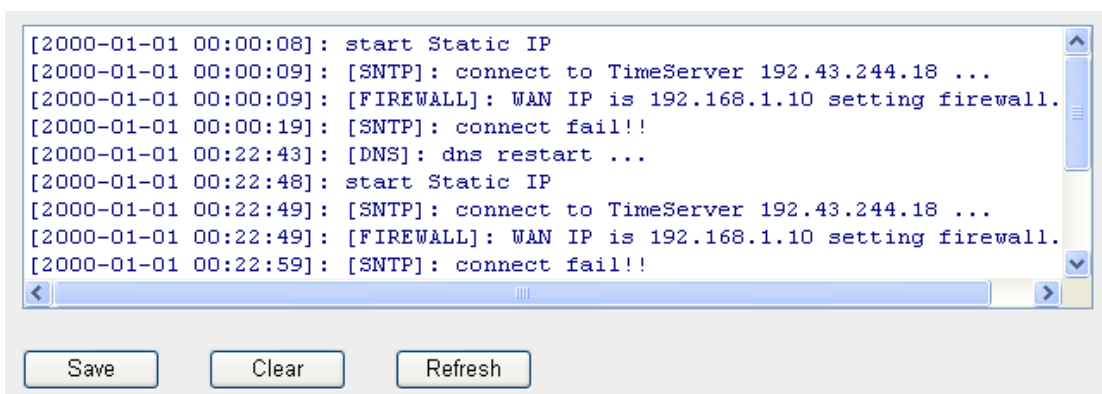 [2000-01-01 00:00:08]: start Static IP
[2000-01-01 00:00:09]: [SNTP]: connect to TimeServer 192.43.244.18 ...
[2000-01-01 00:00:09]: [FIREWALL]: WAN IP is 192.168.1.10 setting firewall.
[2000-01-01 00:00:19]: [SNTP]: connect fail!!
[2000-01-01 00:22:43]: [DNS]: dns restart ...
[2000-01-01 00:22:48]: start Static IP
[2000-01-01 00:22:49]: [SNTP]: connect to TimeServer 192.43.244.18 ...
[2000-01-01 00:22:49]: [FIREWALL]: WAN IP is 192.168.1.10 setting firewall.
[2000-01-01 00:22:59]: [SNTP]: connect fail!!
Save Clear Refresh